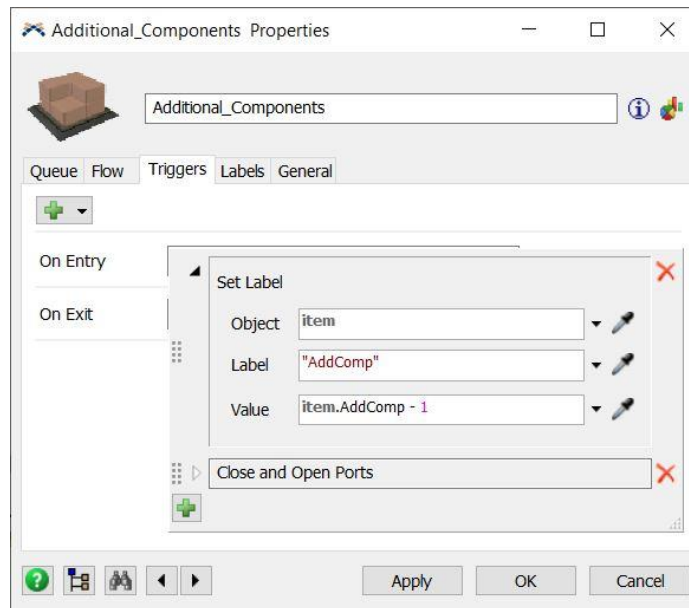 Additional_Components Properties
Additional_Components
Queue Flow Triggers Labels General
On Entry
Set Label
On Exit
Object item
Label "AddComp"
Value item.AddComp - 1
Close and Open Ports
Apply OK Cancel